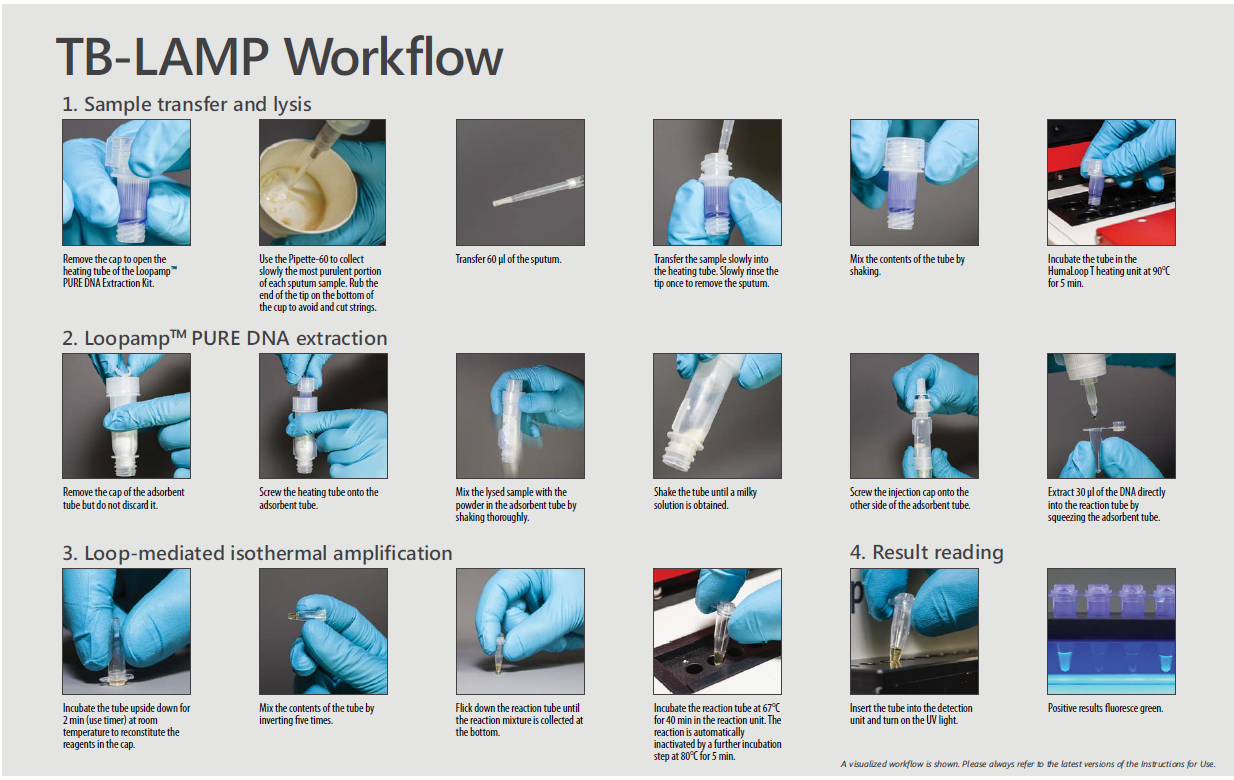 TB-LAMP Workflow
1. Sample transfer and lysis
Remove the cap to open the
heating tube of the Loopamp™
PURE DNA Extraction Kit.
Use the Pipette-60 to collect
slowly the most purulent portion
of each sputum sample. Rub the
end of the tip on the bottom of
the cup to avoid and cut strings.
Transfer 60 µl of the sputum.
Transfer the sample slowly into
the heating tube. Slowly rinse the
tip once to remove the sputum.
Mix the contents of the tube by
shaking.
Incubate the tube in the
HumaLoop T heating unit at 90°C
for 5 min.
2. Loopamp™ PURE DNA extraction
Remove the cap of the adsorbent
tube but do not discard it.
Screw the heating tube onto the
adsorbent tube.
Mix the lysed sample with the
powder in the adsorbent tube by
shaking thoroughly.
Shake the tube until a milky
solution is obtained.
Screw the injection cap onto the
other side of the adsorbent tube.
Extract 30 µl of the DNA directly
into the reaction tube by
squeezing the adsorbent tube.
3. Loop-mediated isothermal amplification
Incubate the tube upside down for
2 min (use timer) at room
temperature to reconstitute the
reagents in the cap.
Mix the contents of the tube by
inverting five times.
Flick down the reaction tube until
the reaction mixture is collected at
the bottom.
Incubate the reaction tube at 67°C
for 40 min in the reaction unit. The
reaction is automatically
inactivated by a further incubation
step at 80°C for 5 min.
4. Result reading
Insert the tube into the detection
unit and turn on the UV light.
Positive results fluoresce green.
A visualized workflow is shown. Please always refer to the latest versions of the Instructions for Use.